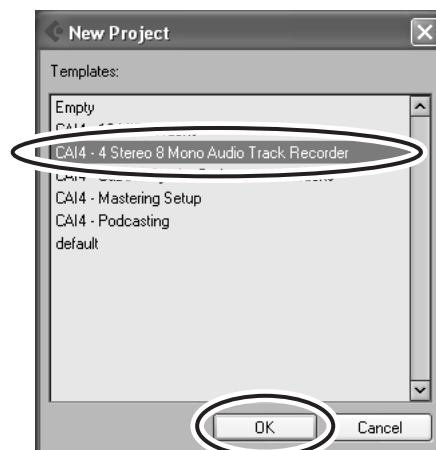 New Project
Templates:
Empty
CAI4 - 4 Stereo 8 Mono Audio Track Recorder
CAI4 - Mastering Setup
CAI4 - Podcasting
default
OK Cancel